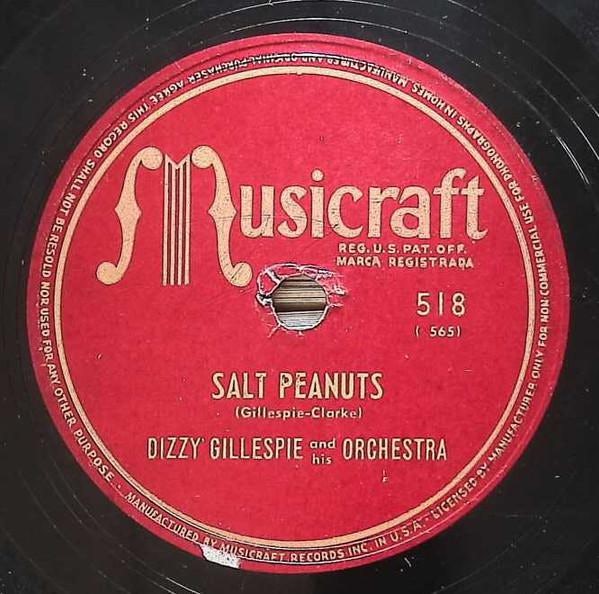 Musicraft
REG. U.S. PAT. OFF.
MARCA REGISTRADA
518
( 565)
SALT PEANUTS
(Gillespie-Clarke)
DIZZY GILLESPIE and his ORCHESTRA
MANUFACTURED BY MUSICRAFT RECORDS INC. IN U.S.A. - LICENSED BY MANUFACTURER ONLY FOR NON-COMMERCIAL USE FOR PHONOGRAPHS IN HOMES. MANUFACTURER AND ORIGINAL PURCHASER AGREE THIS RECORD SHALL NOT BE RESOLD NOR USED FOR ANY OTHER PURPOSE -